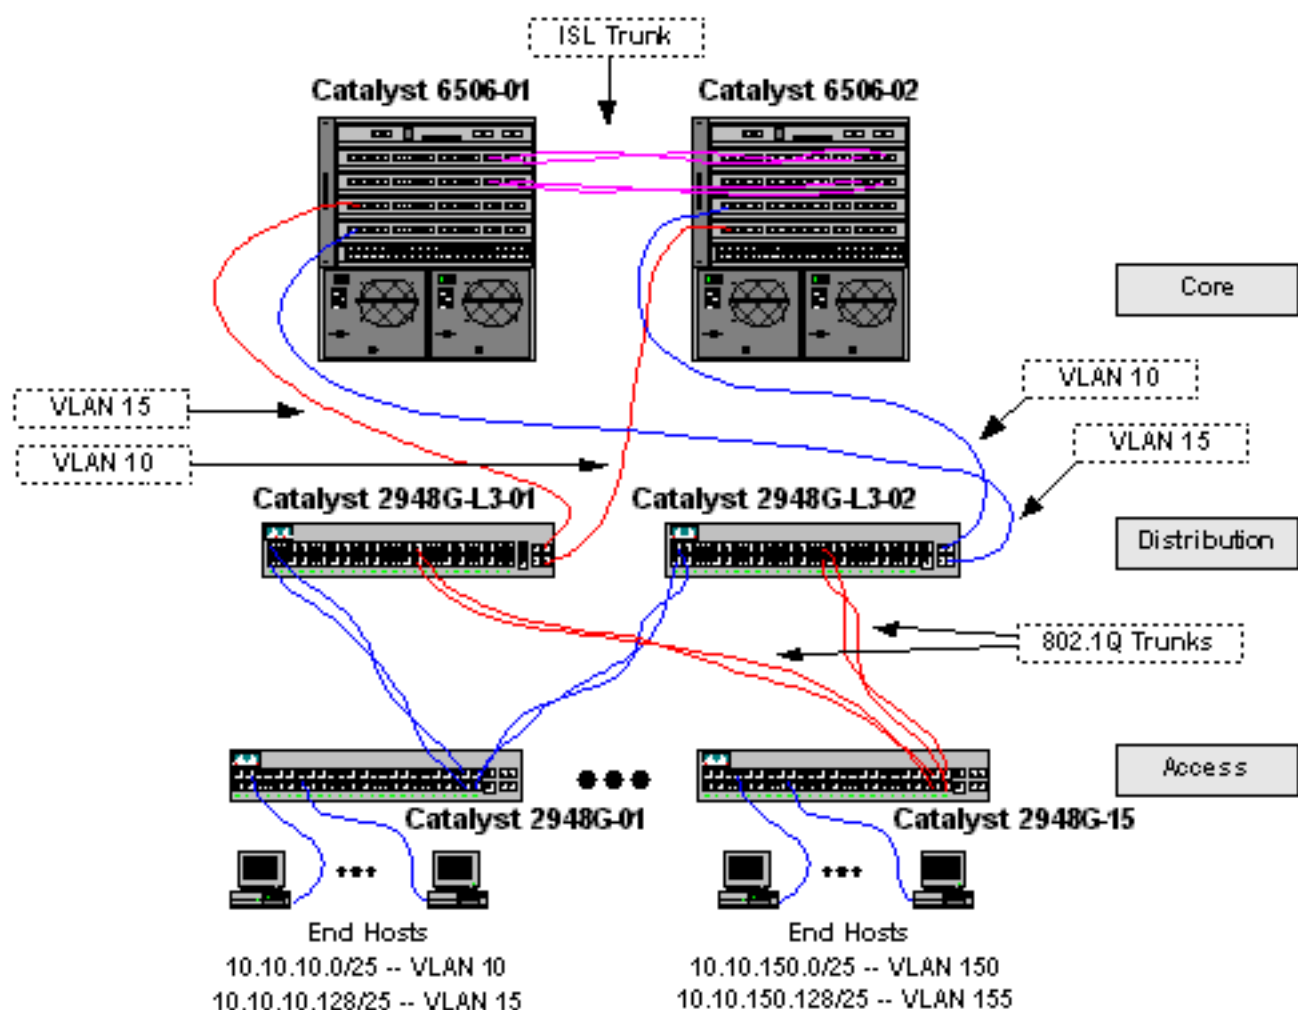 ISL Trunk
Catalyst 6506-01
Catalyst 6506-02
Core
VLAN 10
VLAN 15
VLAN 15
VLAN 10
Catalyst 2948G-L3-01
Catalyst 2948G-L3-02
Distribution
802.1Q Trunks
Access
Catalyst 2948G-01
Catalyst 2948G-15
End Hosts
10.10.10.0/25 -- VLAN 10
10.10.10.128/25 -- VLAN 15
End Hosts
10.10.150.0/25 -- VLAN 150
10.10.150.128/25 -- VLAN 155